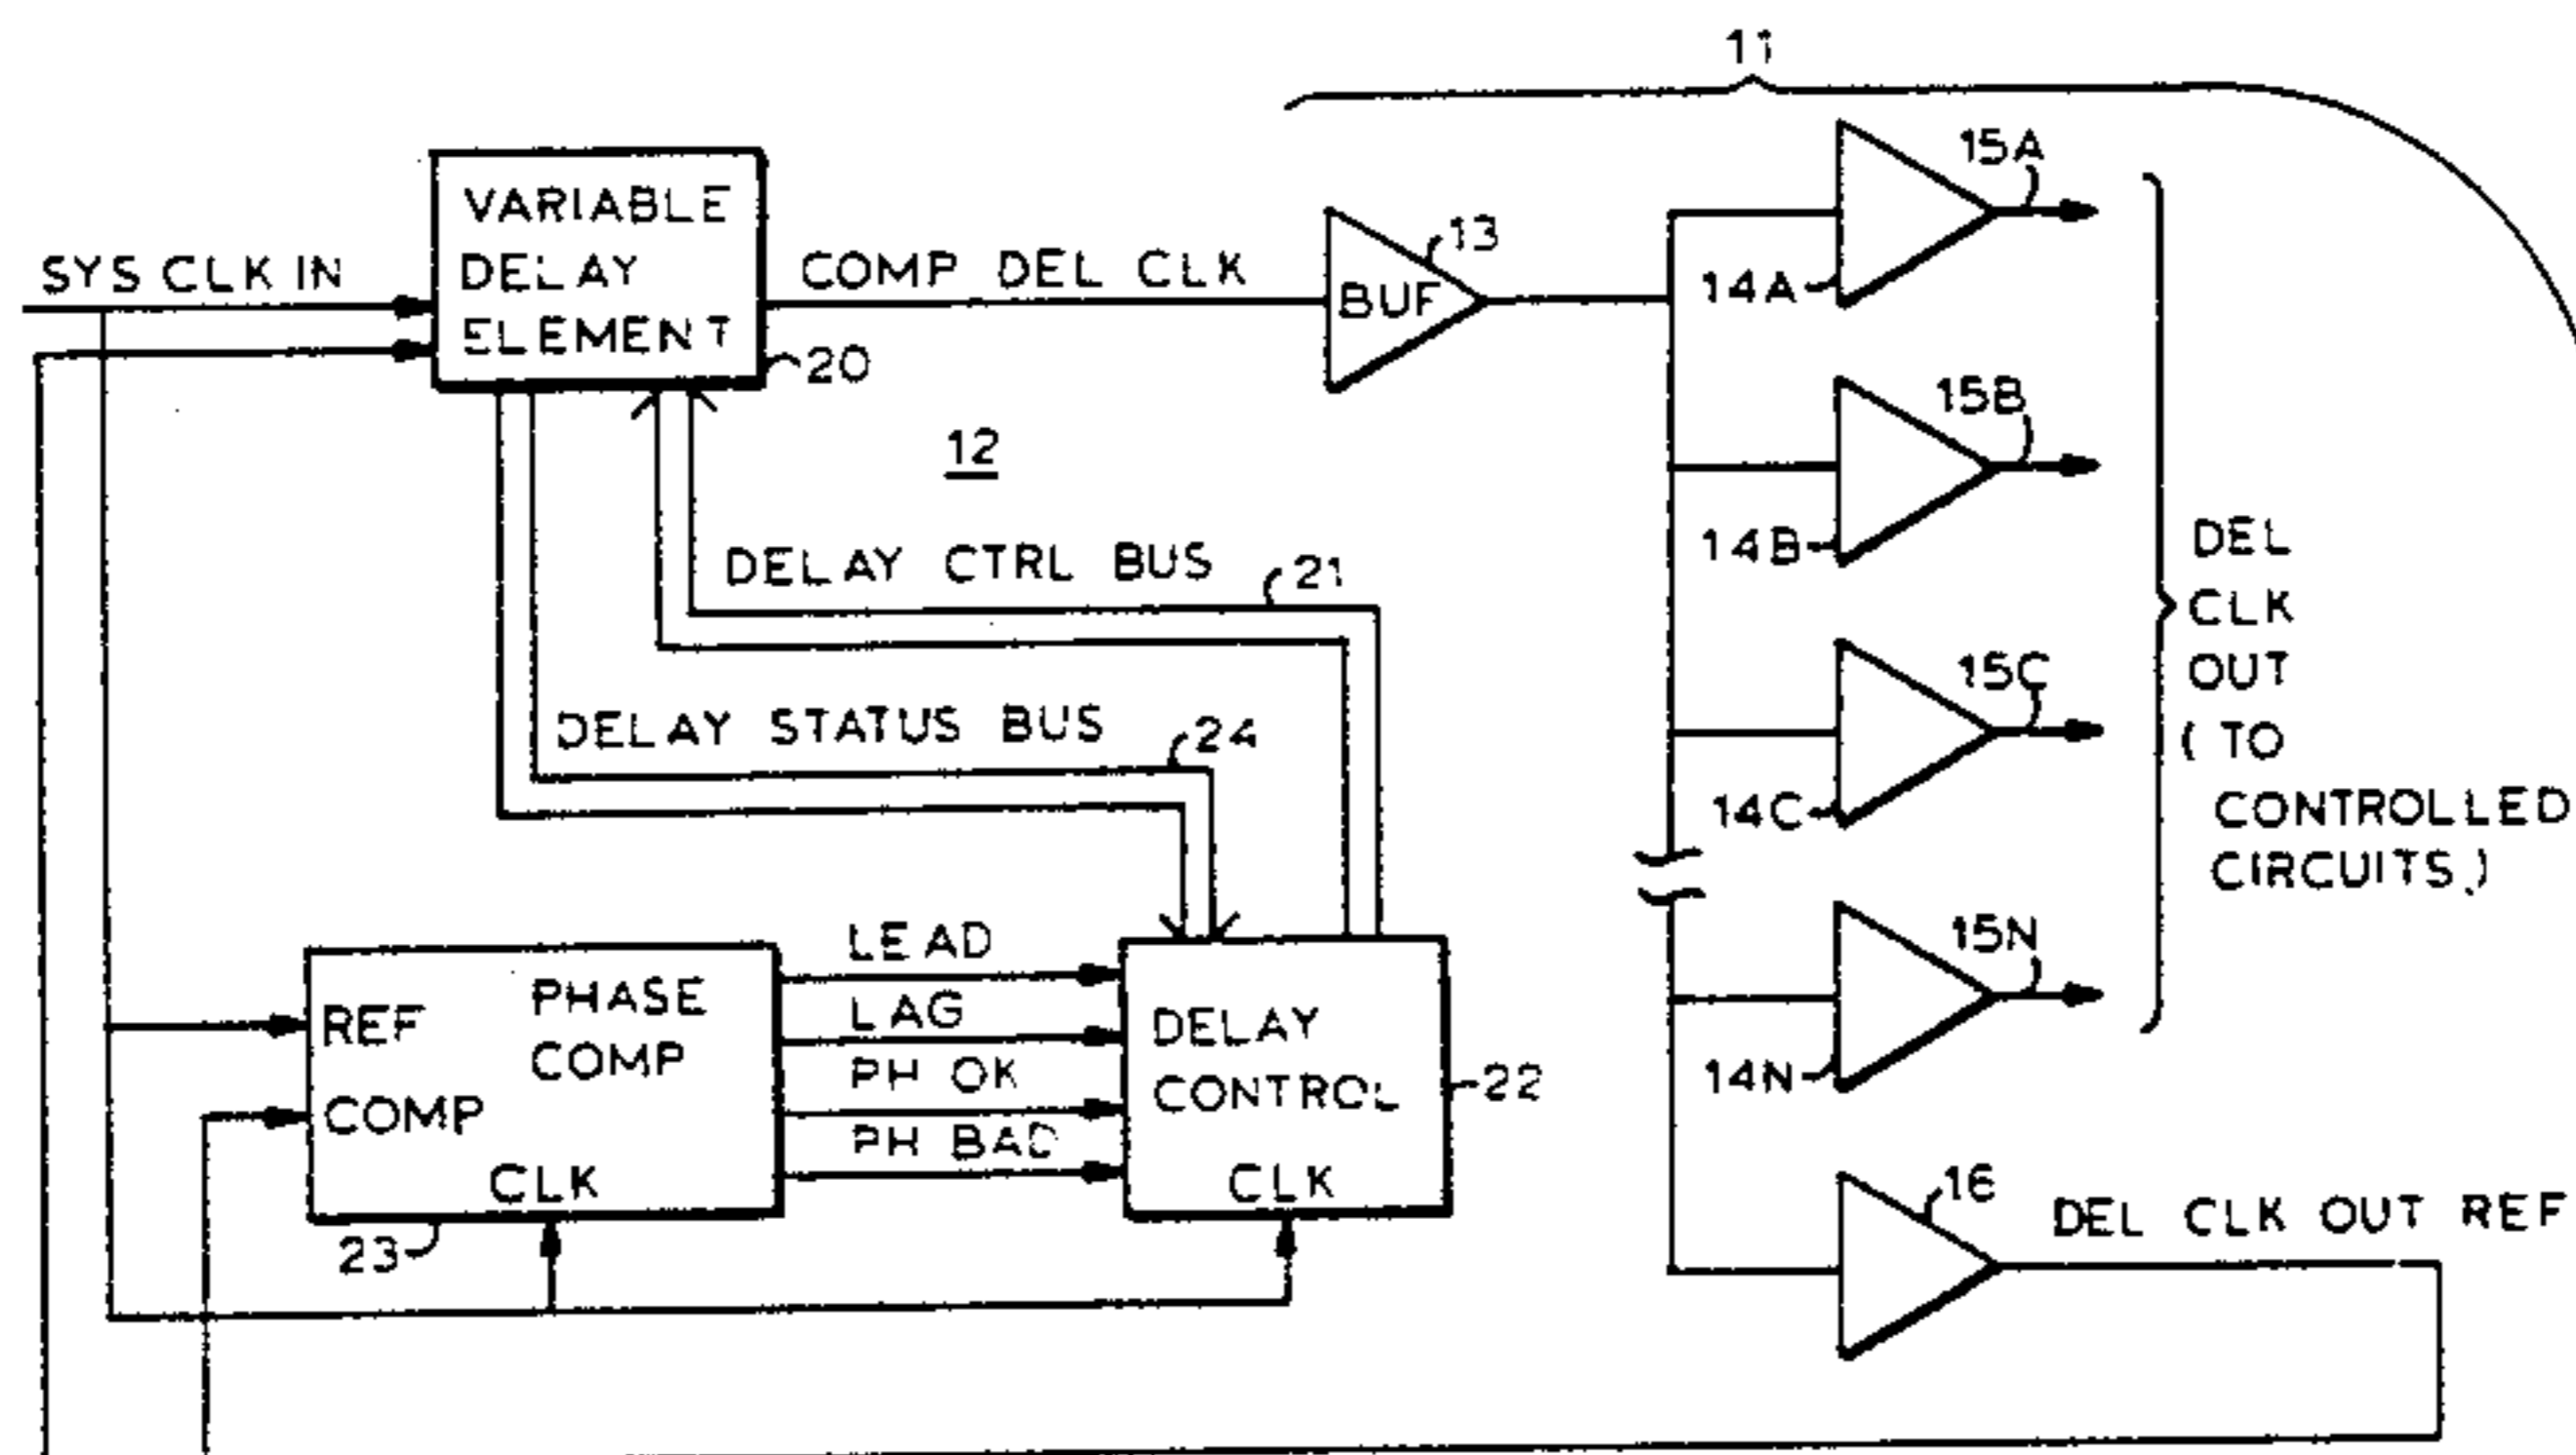 11
VARIABLE
DELAY
ELEMENT
20
SYS CLK IN
COMP DEL CLK
BUF
13
12
DELAY CTRL BUS
21
DELAY STATUS BUS
24
14A
15A
14B
15B
14C
15C
14N
15N
DEL
CLK
OUT
( TO
CONTROLLED
CIRCUITS.)
REF
COMP
PHASE
COMP
CLK
23
LEAD
LAG
PH OK
PH BAD
DELAY
CONTROL
CLK
22
16
DEL CLK OUT REF